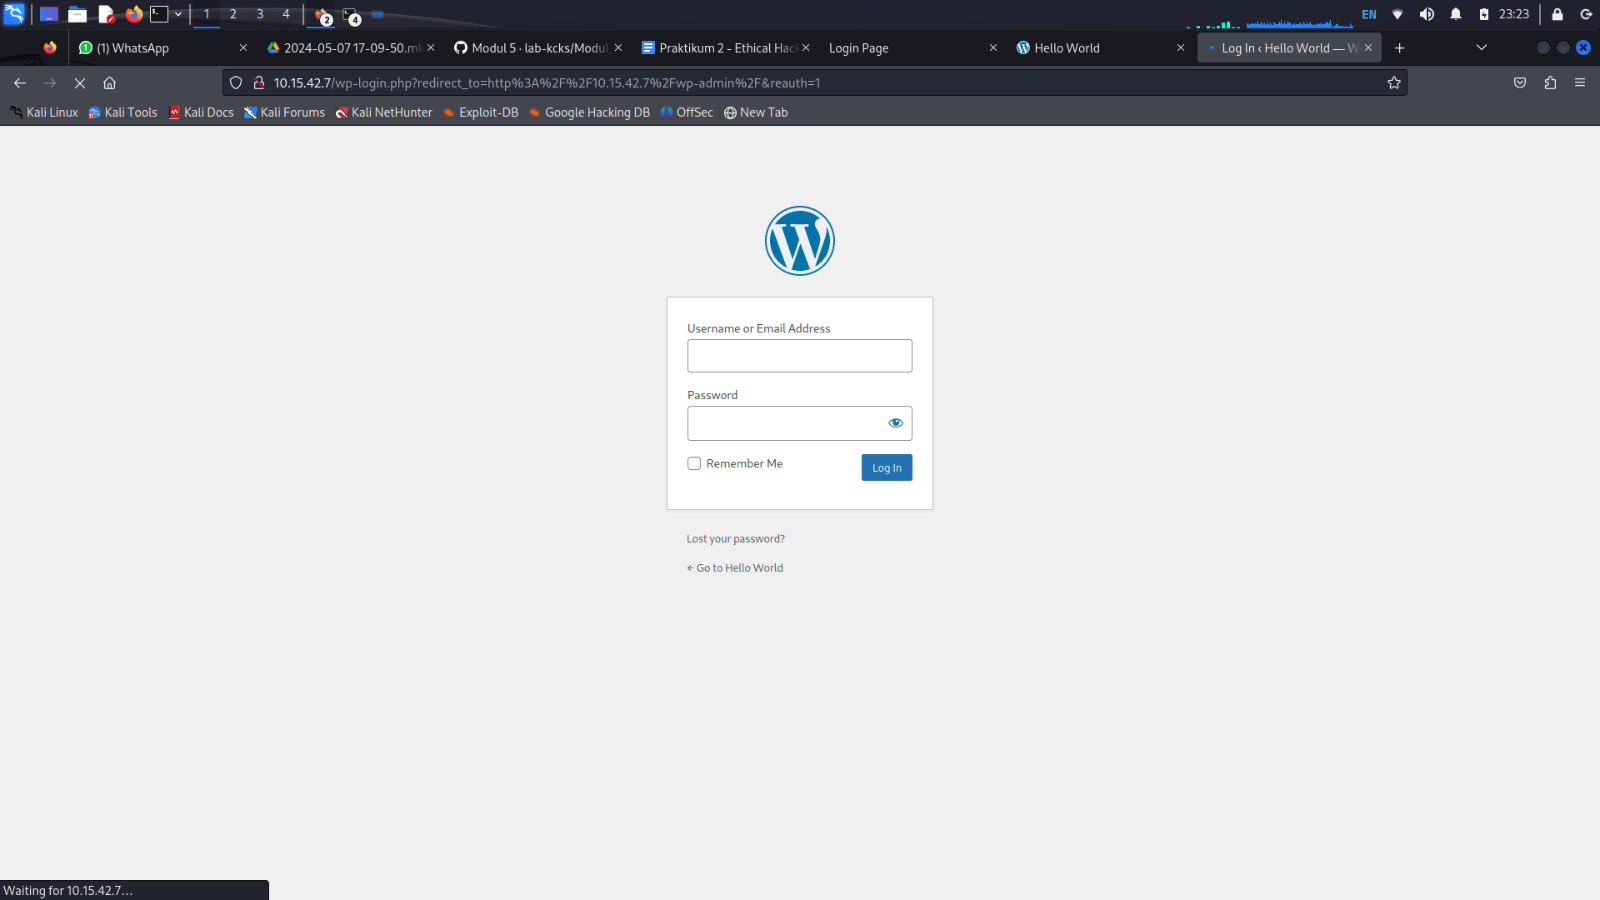 1 2 3 4 2 4 EN 23:23
(1) WhatsApp 2024-05-07 17-09-50.mk Modul 5 · lab-kcks/Modul_ Praktikum 2 - Ethical Hac Login Page Hello World Log In ‹ Hello World — W
10.15.42.7/wp-login.php?redirect_to=http%3A%2F%2F10.15.42.7%2Fwp-admin%2F&reauth=1
Kali Linux Kali Tools Kali Docs Kali Forums Kali NetHunter Exploit-DB Google Hacking DB OffSec New Tab
Username or Email Address
Password
Remember Me Log In
Lost your password?
← Go to Hello World
Waiting for 10.15.42.7…